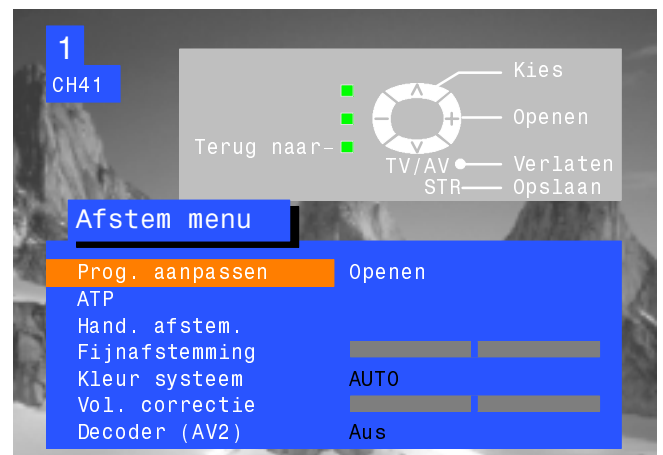 1
CH41
Kies
Openen
Terug naar
TV/AV Verlaten
STR Opslaan
Afstem menu
Prog. aanpassen Openen
ATP
Hand. afstem.
Fijnafstemming
Kleur systeem AUTO
Vol. correctie
Decoder (AV2) Aus